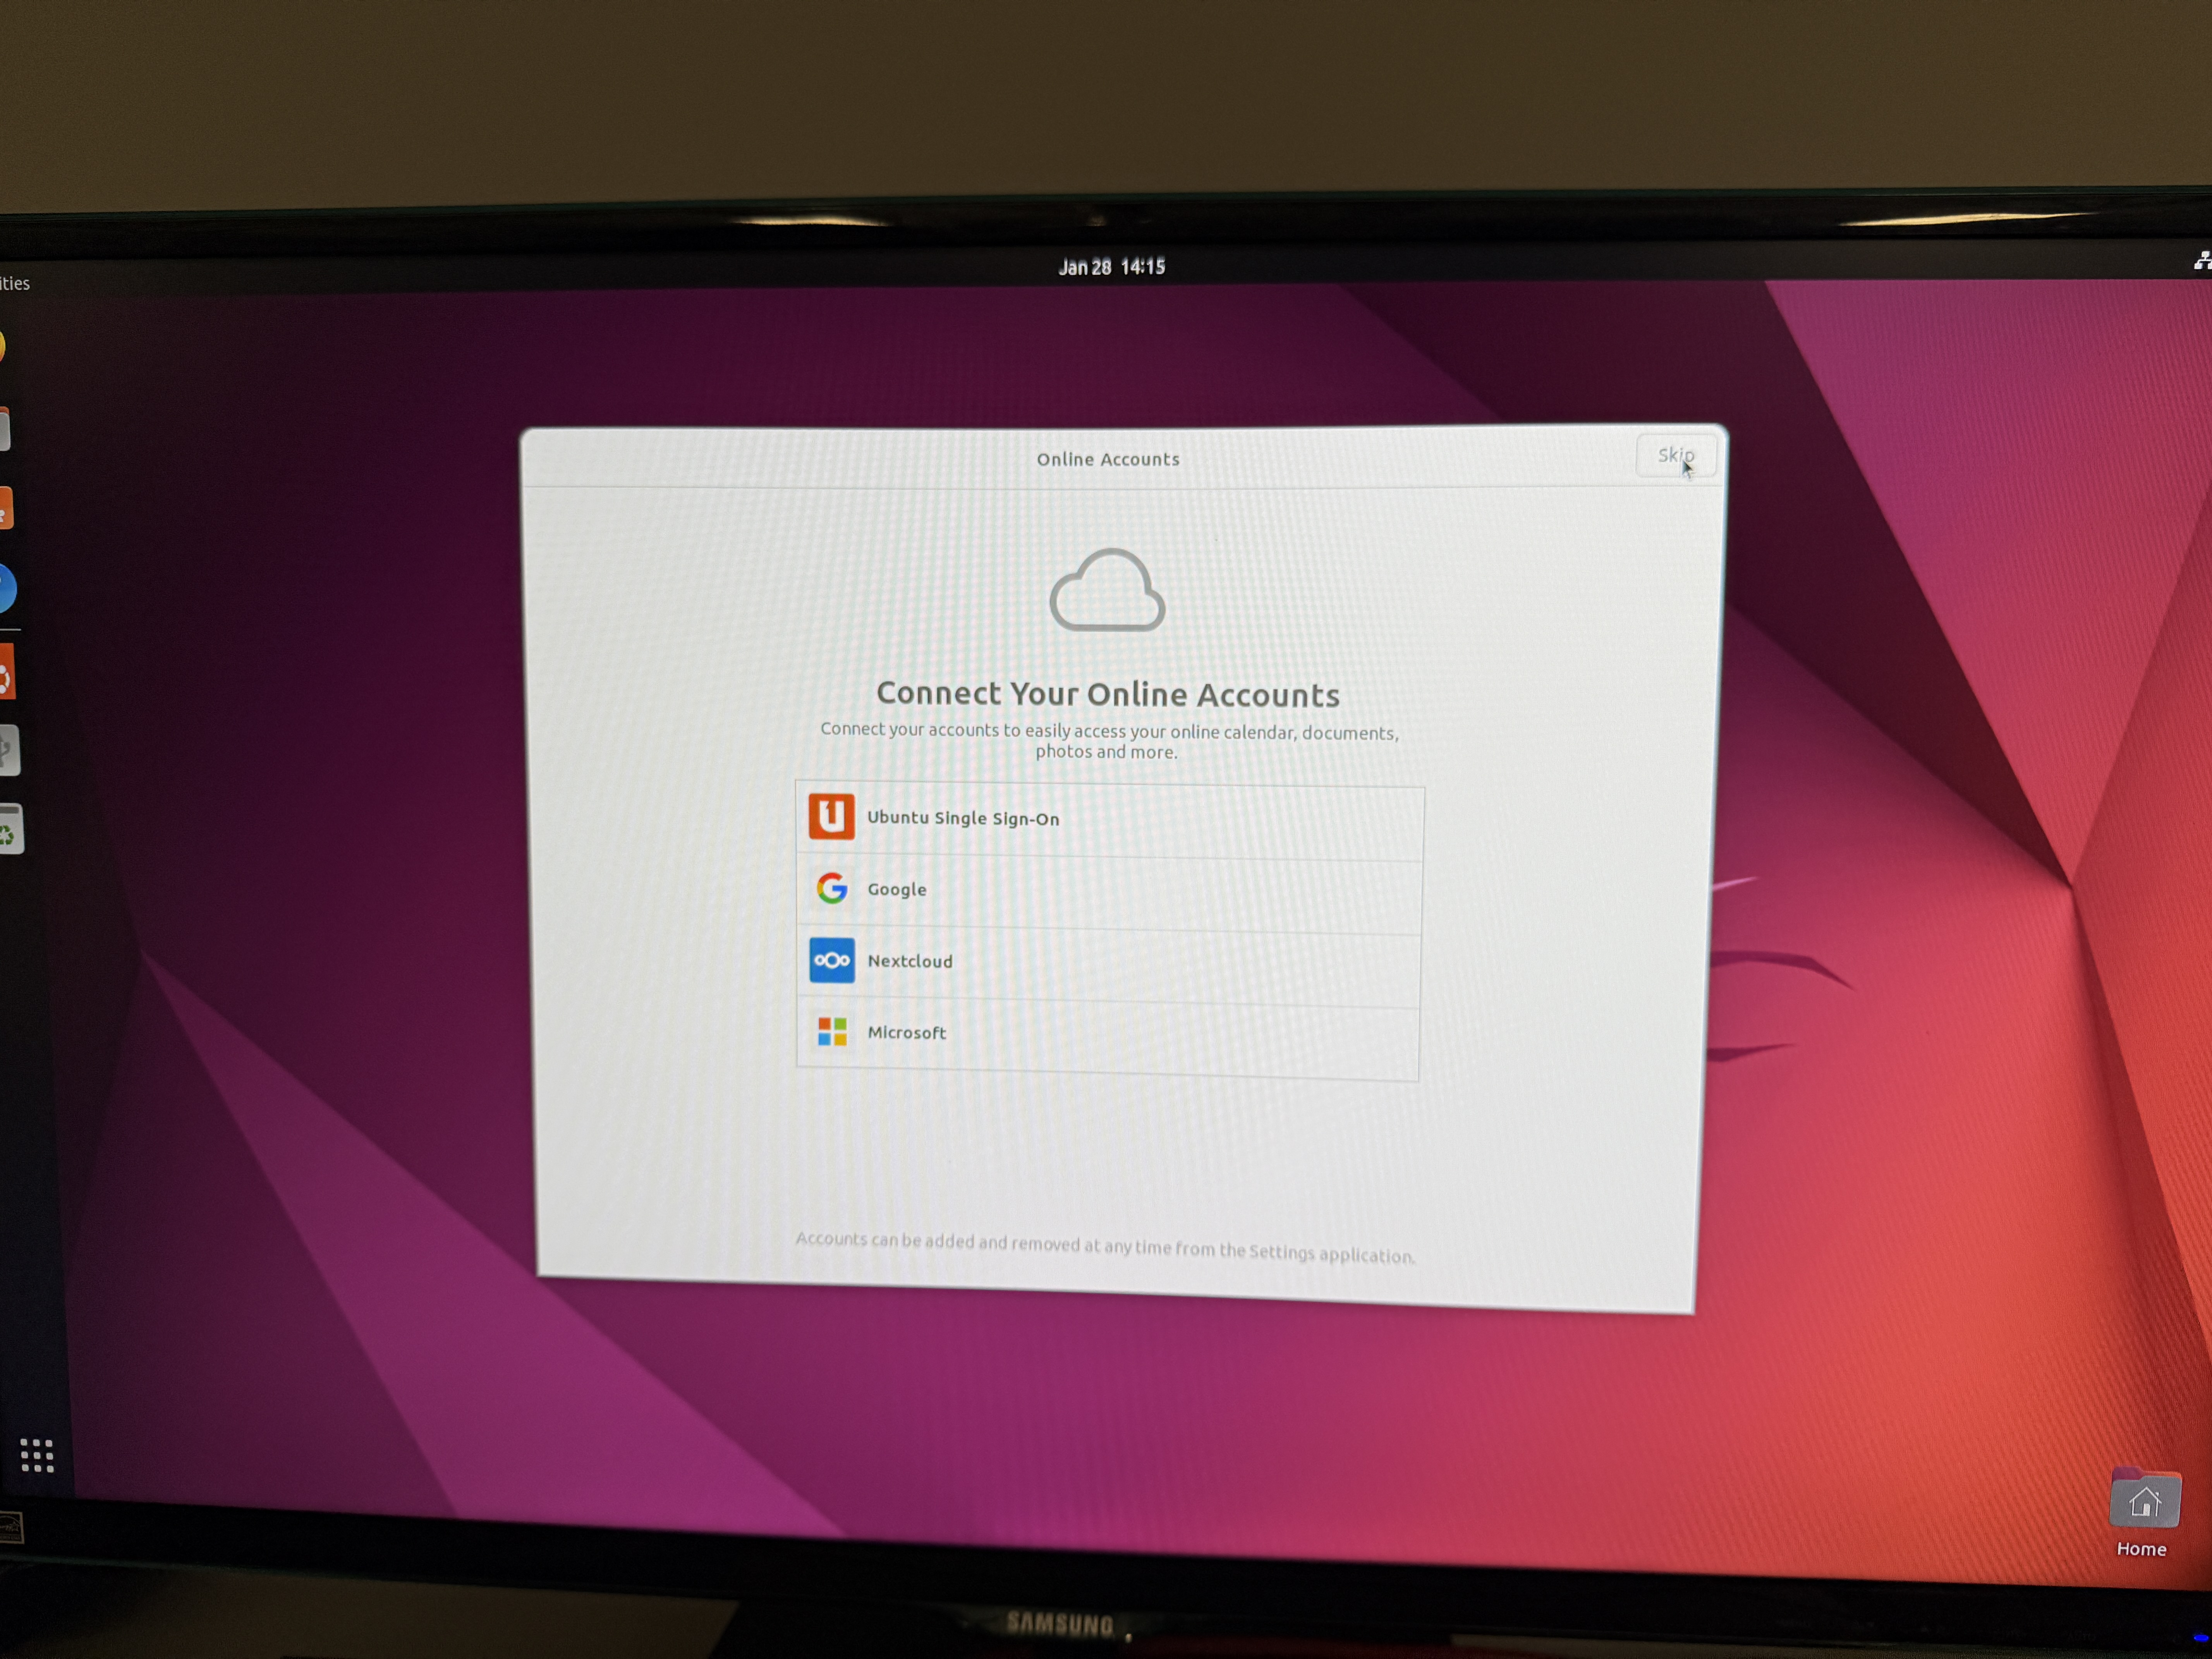 Jan 28 14:15
ities
Online Accounts
Skip
Connect Your Online Accounts
Connect your accounts to easily access your online calendar, documents,
photos and more.
Ubuntu Single Sign-On
Google
Nextcloud
Microsoft
Accounts can be added and removed at any time from the Settings application.
Home
SAMSUNG